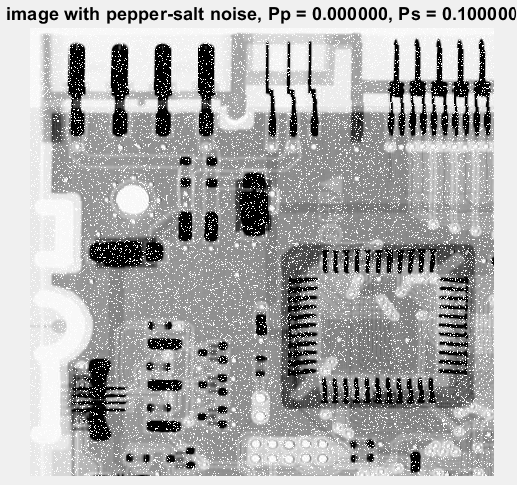 image with pepper-salt noise, Pp = 0.000000, Ps = 0.100000